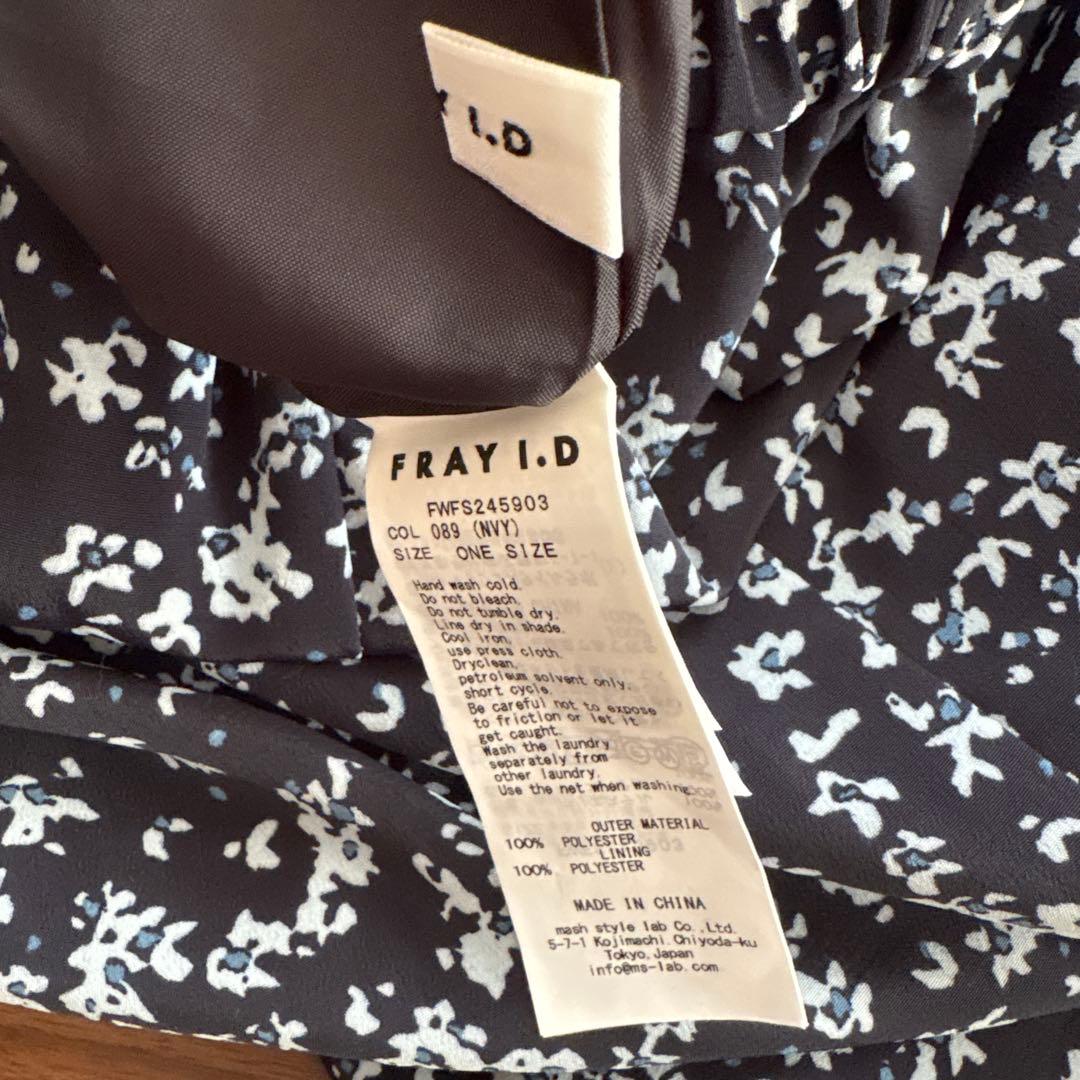 Y I.D
FRAY I.D
FWFS245903
COL 089 (NVY)
SIZE ONE SIZE
Hand wash cold.
Do not bleach.
Do not tumble dry.
Line dry in shade.
Cool iron.
use press cloth.
Dryclean,
petroleum solvent only.
short cycle.
Be careful not to expose
to friction or let it
get caught.
Wash the laundry
separately from
other laundry.
Use the net when washing.
OUTER MATERIAL
100% POLYESTER
LINING
100% POLYESTER
MADE IN CHINA
mash style lab Co.,Ltd.
5-7-1 Kojimachi.Chiyoda-ku
Tokyo,Japan
info@ms-lab.com